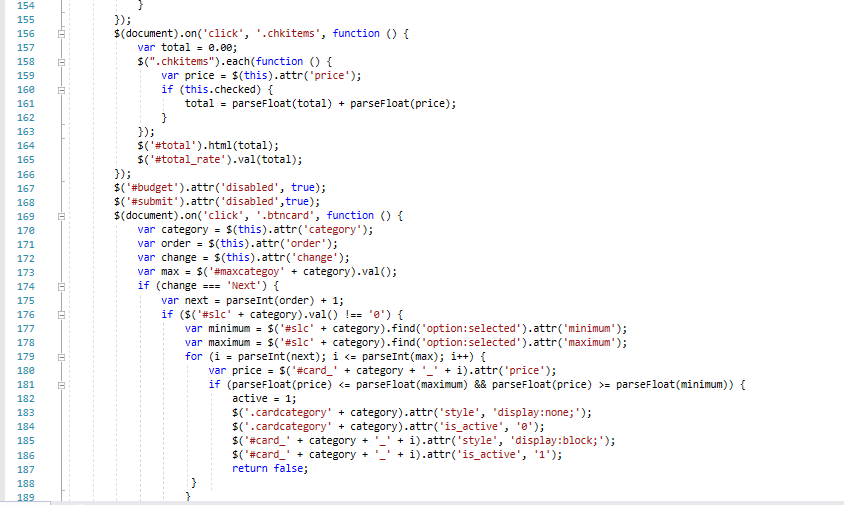 154 }
155 });
156 $(document).on('click', '.chkitems', function () {
157 var total = 0.00;
158 $(".chkitems").each(function () {
159 var price = $(this).attr('price');
160 if (this.checked) {
161 total = parseFloat(total) + parseFloat(price);
162 }
163 });
164 $('#total').html(total);
165 $('#total_rate').val(total);
166 });
167 $('#budget').attr('disabled', true);
168 $('#submit').attr('disabled',true);
169 $(document).on('click', '.btncard', function () {
170 var category = $(this).attr('category');
171 var order = $(this).attr('order');
172 var change = $(this).attr('change');
173 var max = $('#maxcategoy' + category).val();
174 if (change === 'Next') {
175 var next = parseInt(order) + 1;
176 if ($('#slc' + category).val() !== '0') {
177 var minimum = $('#slc' + category).find('option:selected').attr('minimum');
178 var maximum = $('#slc' + category).find('option:selected').attr('maximum');
179 for (i = parseInt(next); i <= parseInt(max); i++) {
180 var price = $('#card_' + category + '_' + i).attr('price');
181 if (parseFloat(price) <= parseFloat(maximum) && parseFloat(price) >= parseFloat(minimum)) {
182 active = 1;
183 $('.cardcategory' + category).attr('style', 'display:none;');
184 $('.cardcategory' + category).attr('is_active', '0');
185 $('#card_' + category + '_' + i).attr('style', 'display:block;');
186 $('#card_' + category + '_' + i).attr('is_active', '1');
187 return false;
188 }
189 }